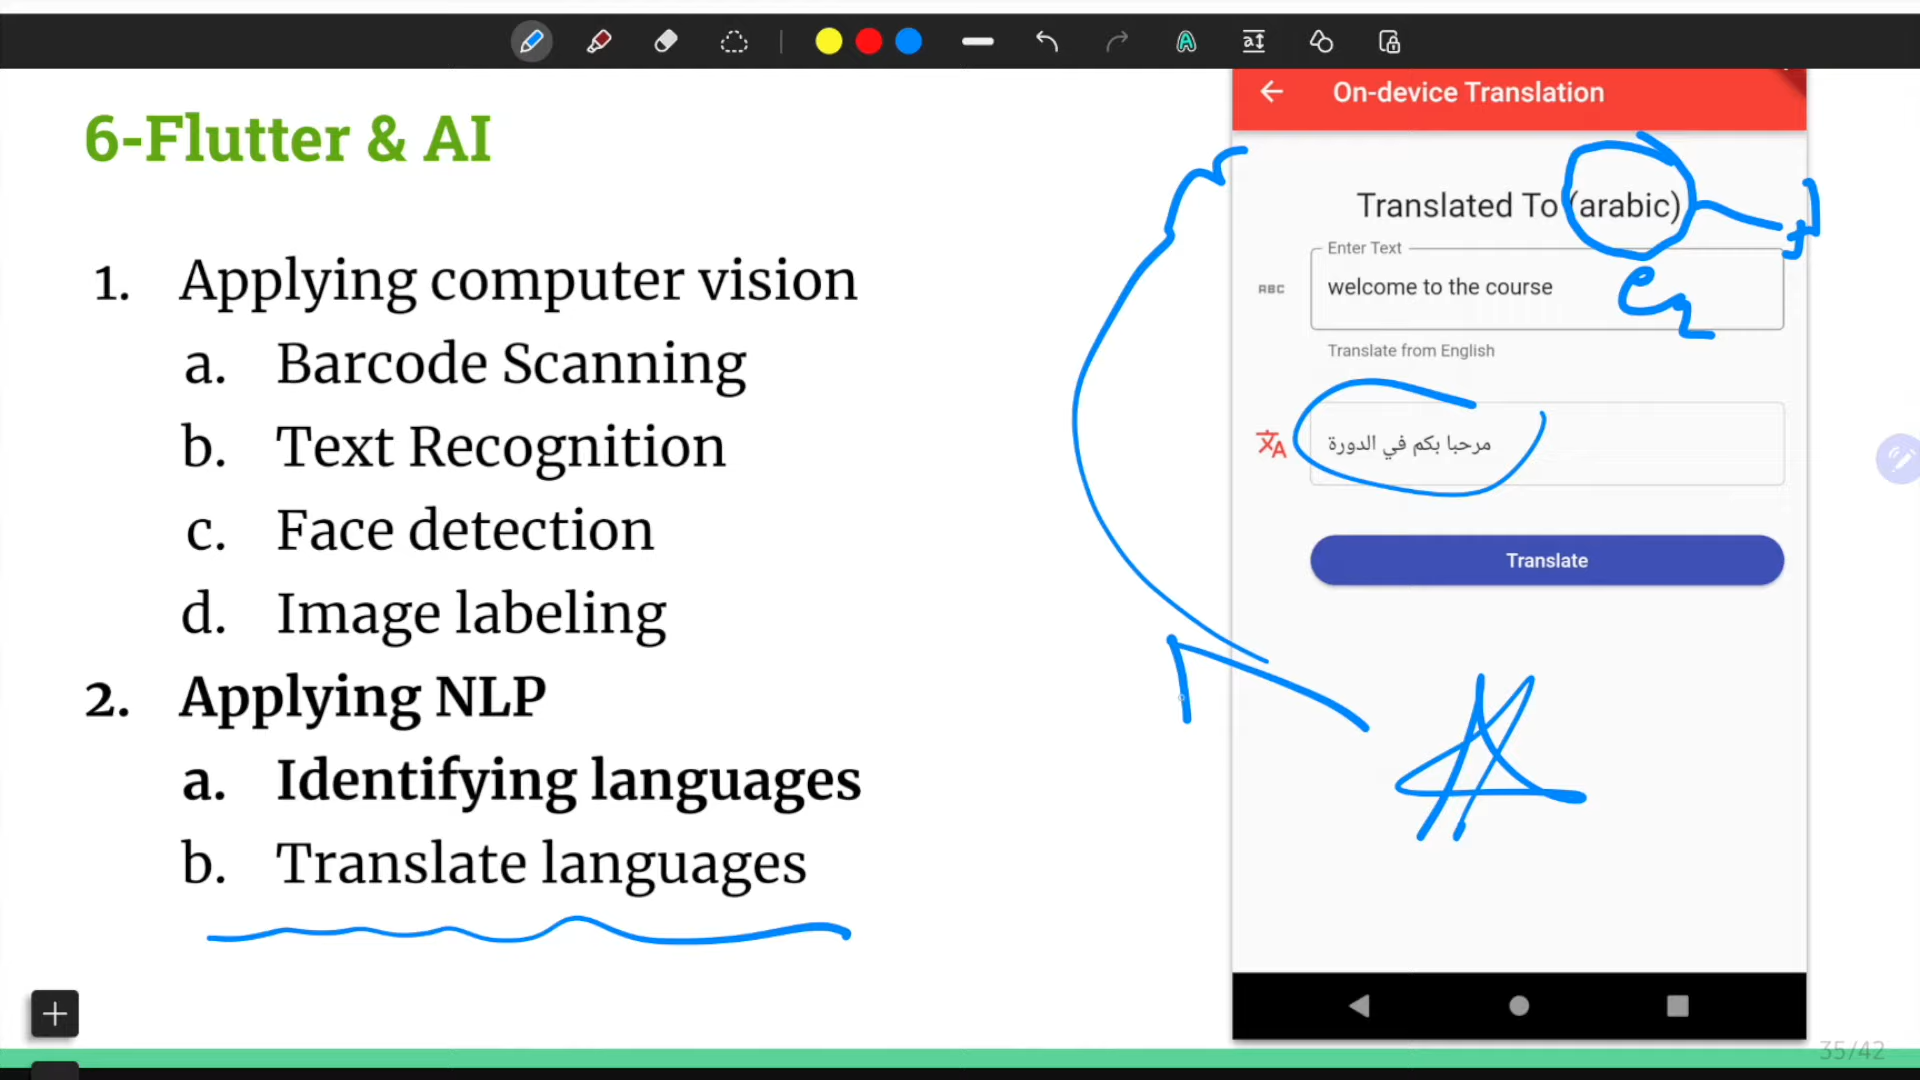 6-Flutter & AI
1. Applying computer vision
a. Barcode Scanning
b. Text Recognition
c. Face detection
d. Image labeling
2. Applying NLP
a. Identifying languages
b. Translate languages
On-device Translation
Translated To (arabic)
Enter Text
ABC
welcome to the course
en
Translate from English
مرحبا بكم في الدورة
Translate
35/42